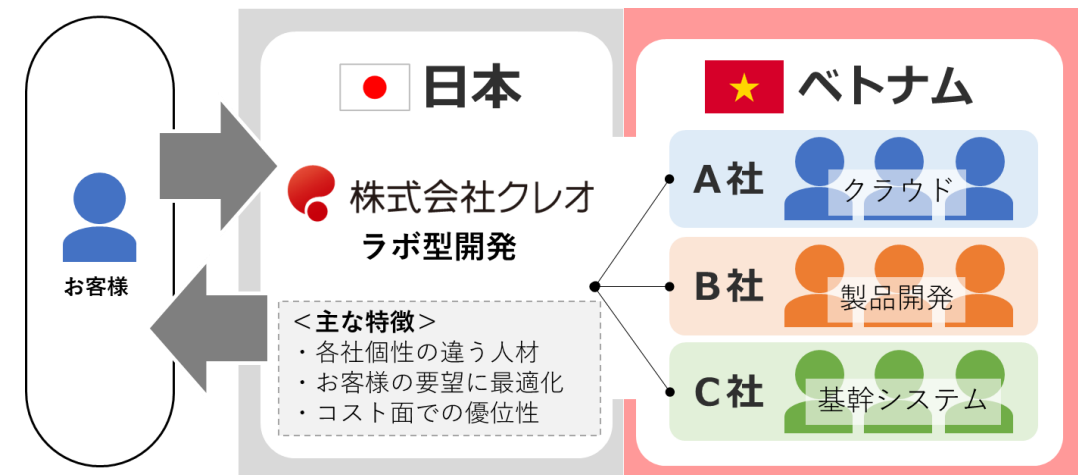 日本
株式会社クレオ
ラボ型開発
お客様
＜主な特徴＞
・各社個性の違う人材
・お客様の要望に最適化
・コスト面での優位性
ベトナム
A社
クラウド
B社
製品開発
C社
基幹システム